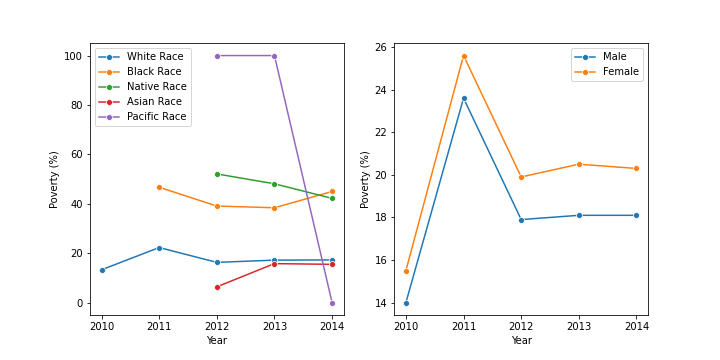 100
80
60
40
20
0
Poverty (%)
2010 2011 2012 2013 2014
Year
White Race
Black Race
Native Race
Asian Race
Pacific Race
26
24
22
20
18
16
14
Poverty (%)
2010 2011 2012 2013 2014
Year
Male
Female